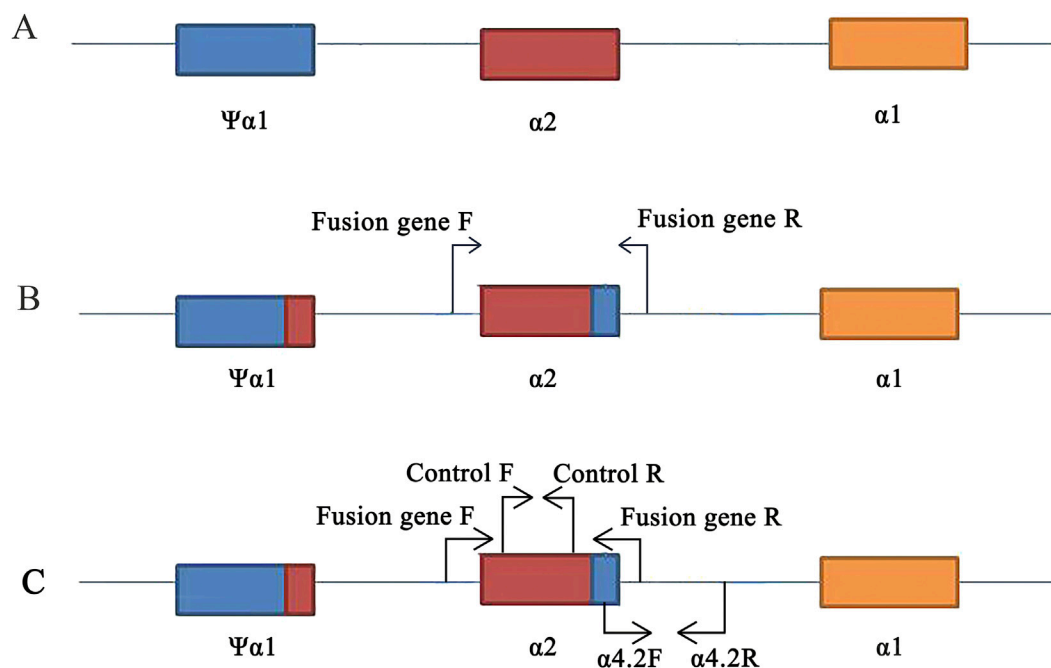 A
Ψα1 α2 α1
Fusion gene F Fusion gene R
B
Ψα1 α2 α1
Control F Control R
Fusion gene F Fusion gene R
C
Ψα1 α2 α4.2F α4.2R α1